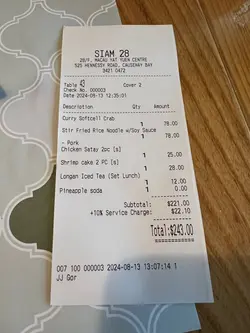 SIAM 28
28/F, MACAU YAT YUEN CENTRE
525 HENNESSY ROAD, CAUSEWAY BAY
3421 0472
Table 43 Cover 2
Check No. 000003
Date 2024-08-13 12:35:01
Description Qty Amount
Curry Softcell Crab
1 78.00
Stir Fried Rice Noodle w/Soy Sauce
1 78.00
- Pork
Chicken Satay 2pc (s)
1 25.00
Shrimp cake 2 PC (s)
1 28.00
Longan Iced Tea (Set Lunch)
1 12.00
Pineapple soda
1 0.00
Subtotal: $221.00
+10% Service Charge: $22.10
Total:$243.00
007 100 000003 2024-08-13 13:07:14 1
JJ Gor